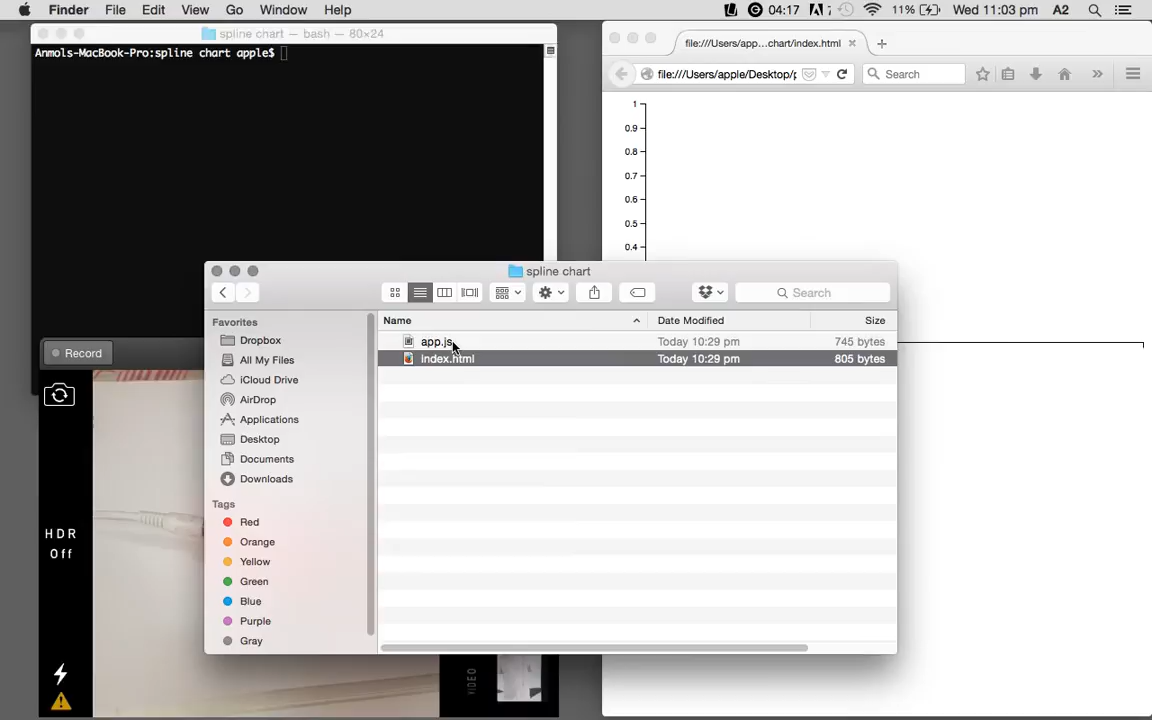 Finder File Edit View Go Window Help 04:17 7 11% Wed 11:03 pm A2
spline chart — bash — 80×24
Anmols-MacBook-Pro:spline chart apple$
file:///Users/app...chart/index.html
file:///Users/apple/Desktop/ Search
1
0.9
0.8
0.7
0.6
0.5
0.4
spline chart
Search
Favorites
Dropbox
All My Files
iCloud Drive
AirDrop
Applications
Desktop
Documents
Downloads
Tags
Red
Orange
Yellow
Green
Blue
Purple
Gray
Name Date Modified Size
app.js Today 10:29 pm 745 bytes
index.html Today 10:29 pm 805 bytes
Record
HDR
Off
VIDEO